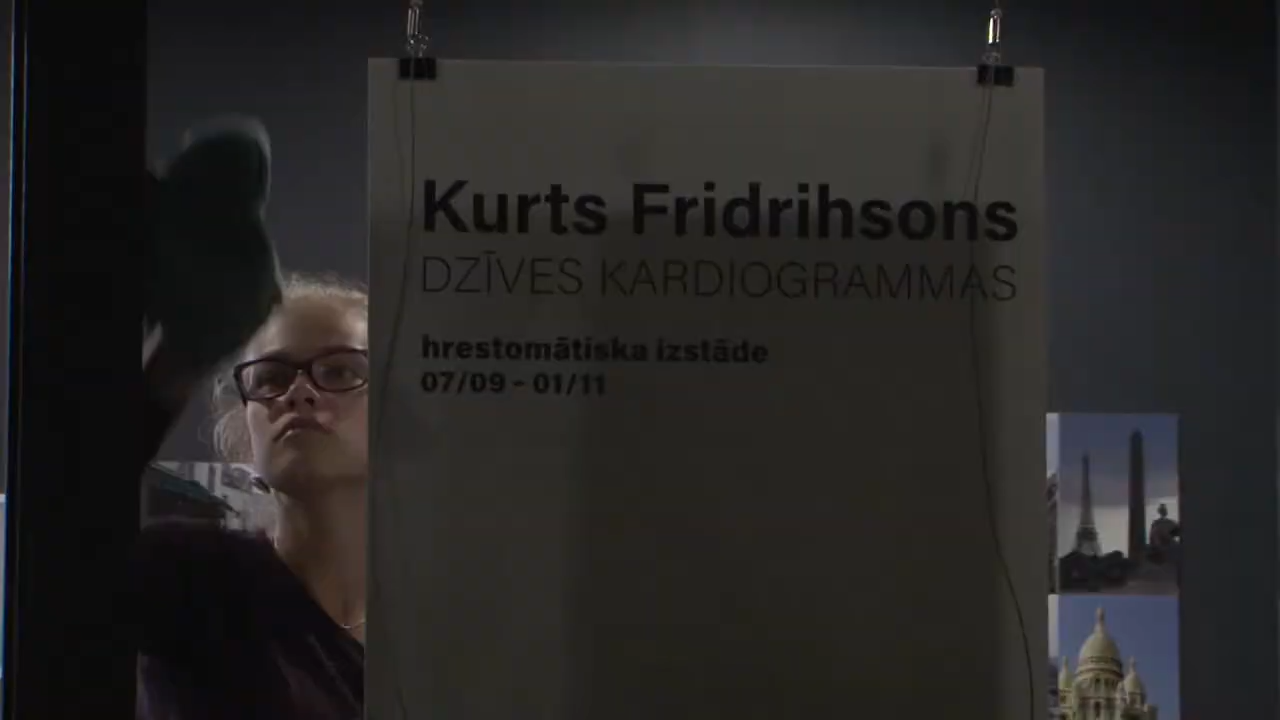 Kurts Fridrihsons
DZĪVES KARDIOGRAMMAS
hrestomātiska izstāde
07/09 - 01/11